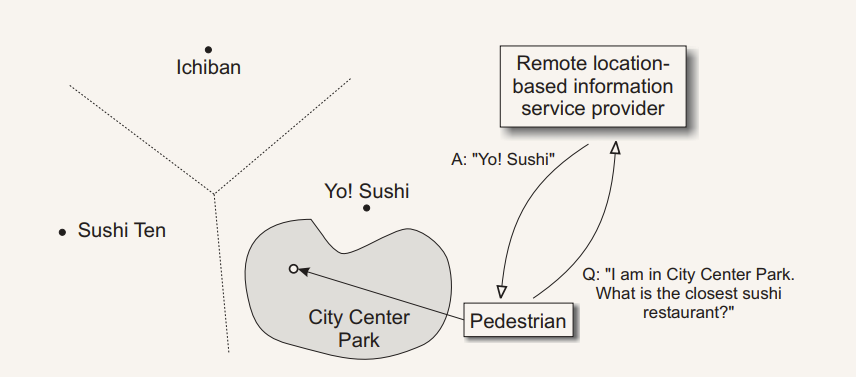 Ichiban
Remote location-
based information
service provider
A: "Yo! Sushi"
Yo! Sushi
Sushi Ten
Q: "I am in City Center Park.
What is the closest sushi
restaurant?"
City Center
Park
Pedestrian